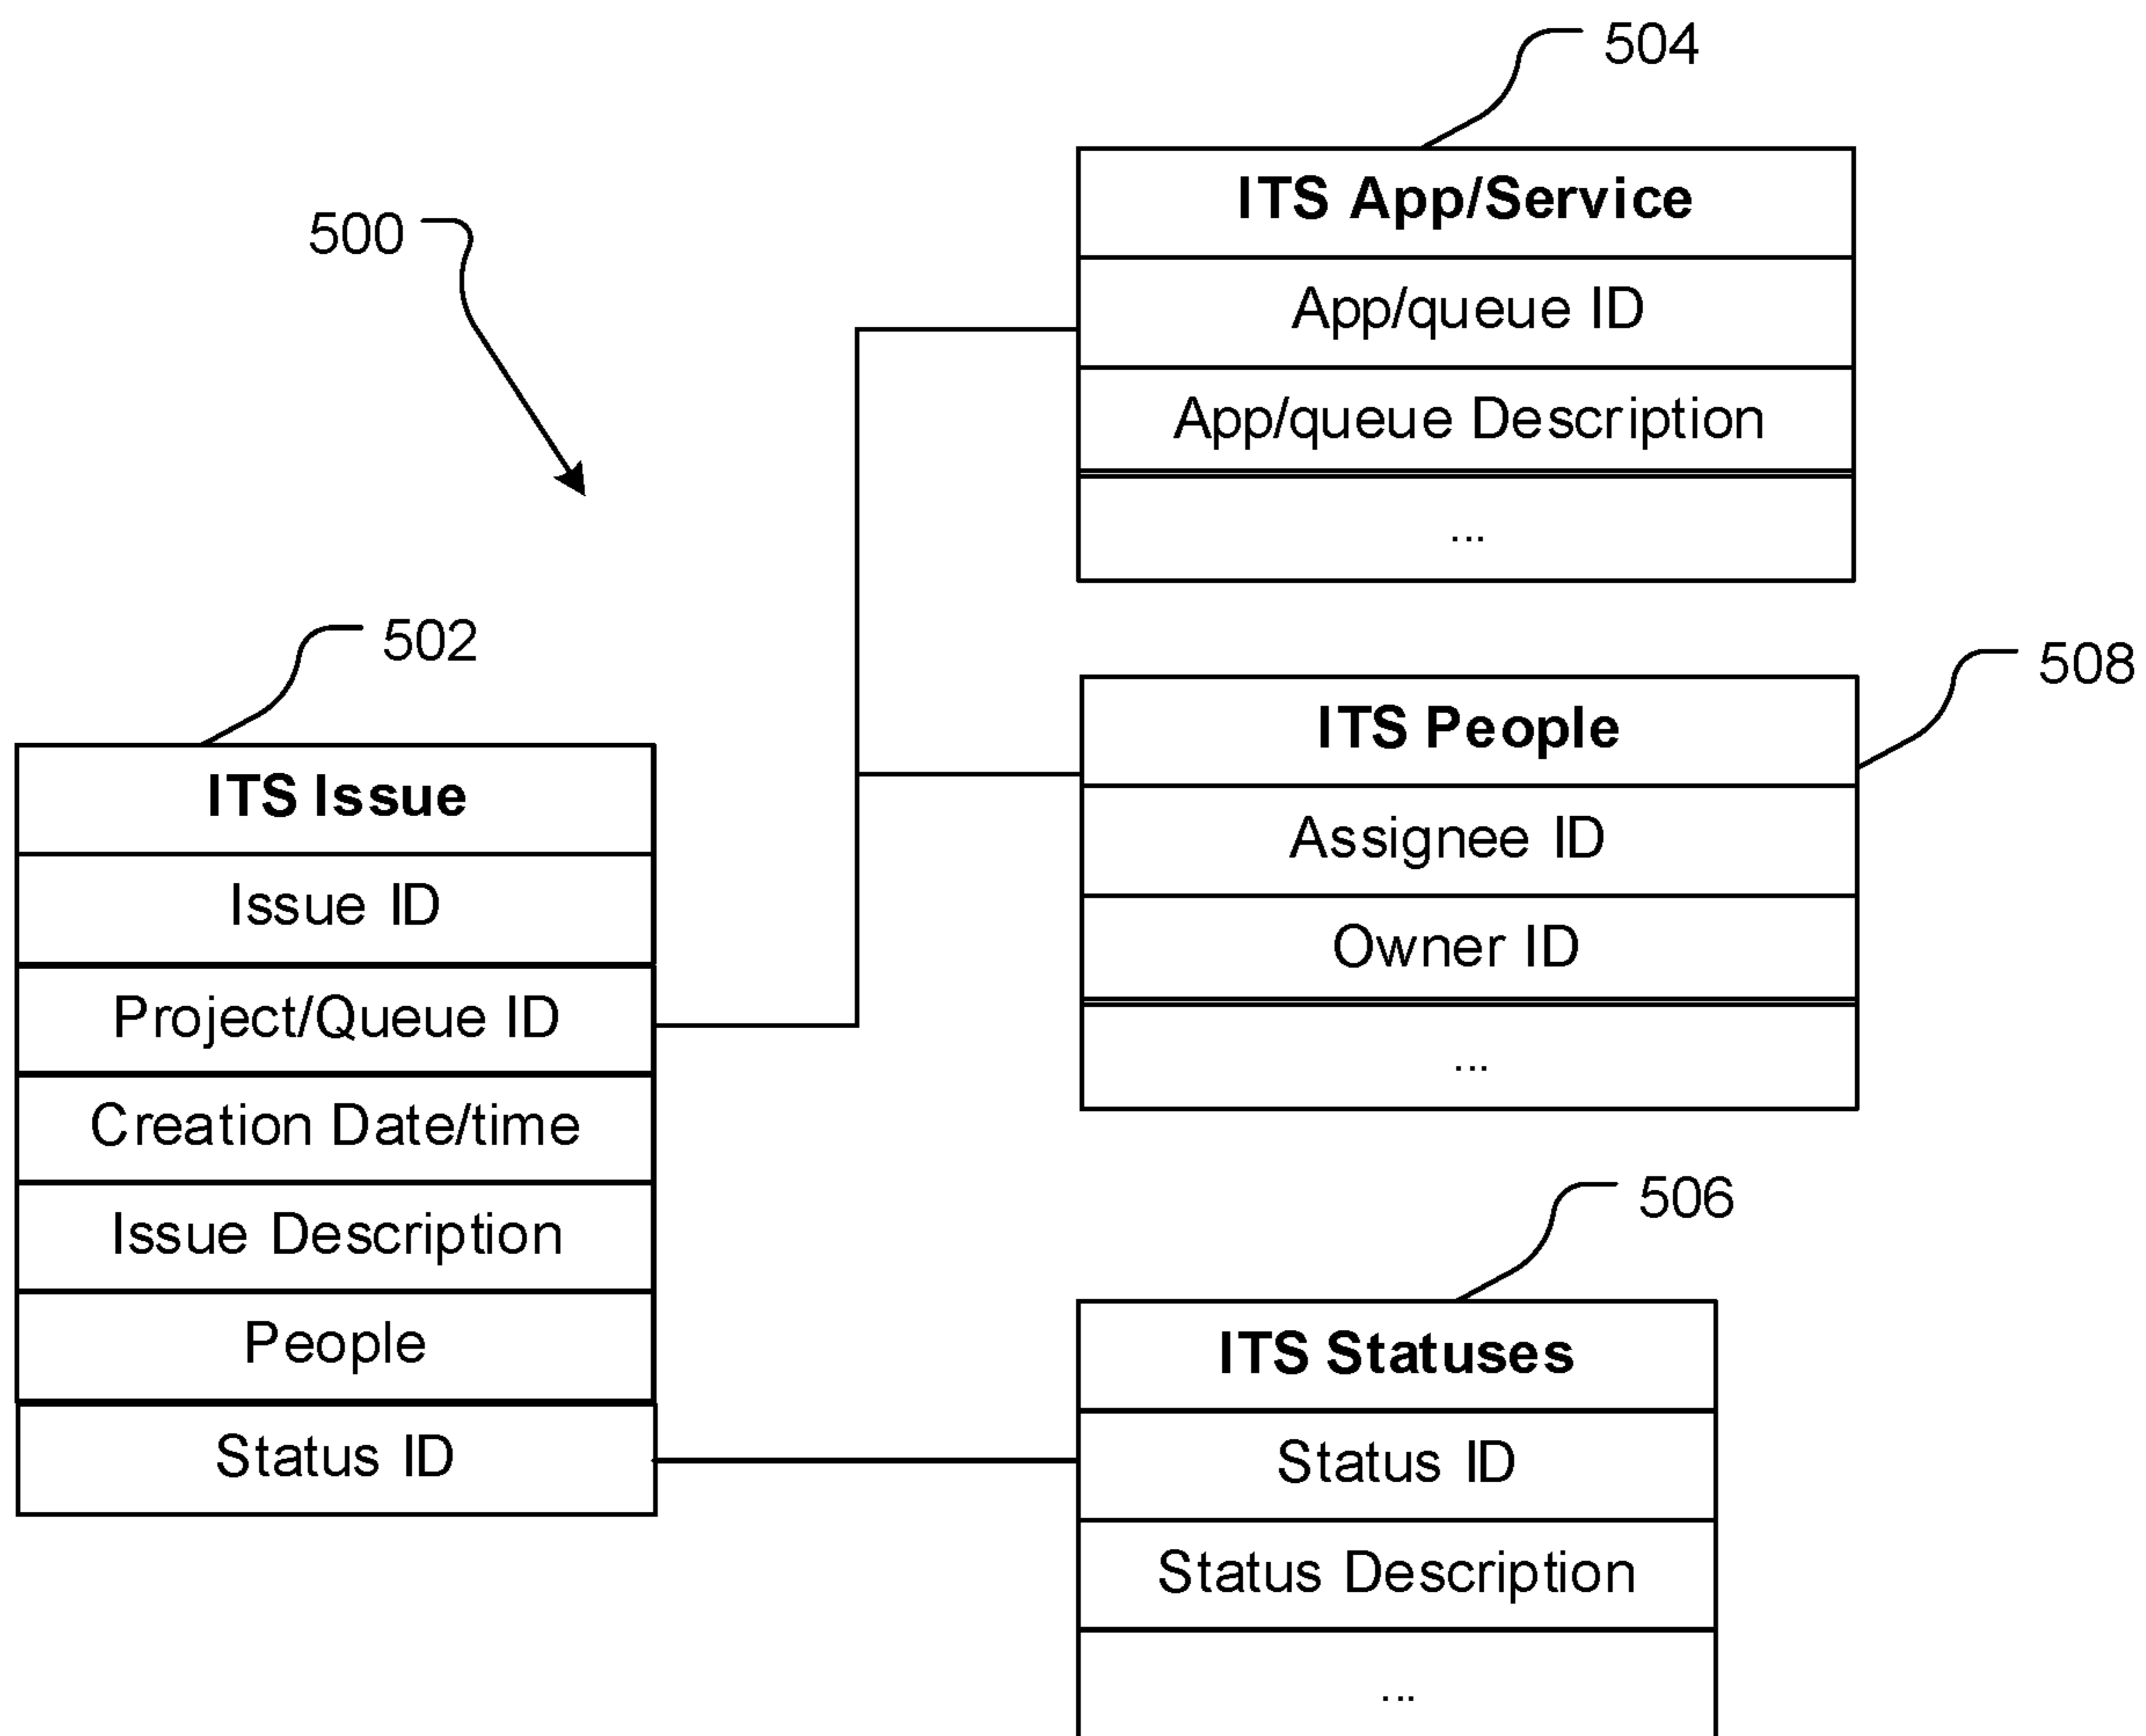 504
ITS App/Service
App/queue ID
App/queue Description
...
500
502
ITS Issue
Issue ID
Project/Queue ID
Creation Date/time
Issue Description
People
Status ID
508
ITS People
Assignee ID
Owner ID
...
506
ITS Statuses
Status ID
Status Description
...